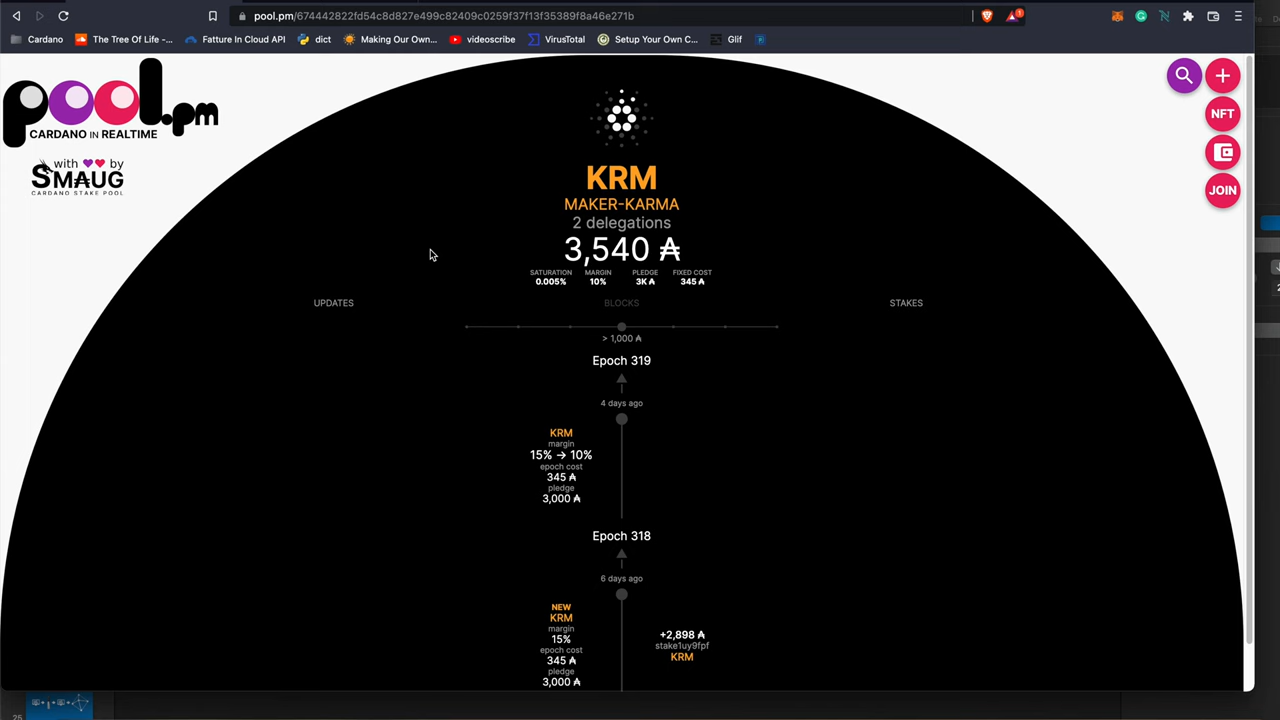 pool.pm/674442822fd54c8d827e499c82409c0259f37f13f35389f8a46e271b
1
Cardano
The Tree Of Life -...
Fatture In Cloud API
dict
Making Our Own...
videoscribe
VirusTotal
Setup Your Own C...
Glif
pool.pm
CARDANO IN REALTIME
with by
SMAUG
CARDANO STAKE POOL
NFT
JOIN
KRM
MAKER-KARMA
2 delegations
3,540 ₳
SATURATION MARGIN PLEDGE FIXED COST
0.005% 10% 3K ₳ 345 ₳
UPDATES BLOCKS STAKES
> 1,000 ₳
Epoch 319
4 days ago
KRM
margin
15% → 10%
epoch cost
345 ₳
pledge
3,000 ₳
Epoch 318
6 days ago
NEW
KRM
margin
15%
epoch cost
345 ₳
pledge
3,000 ₳
+2,898 ₳
stake1uy9fpf
KRM
25